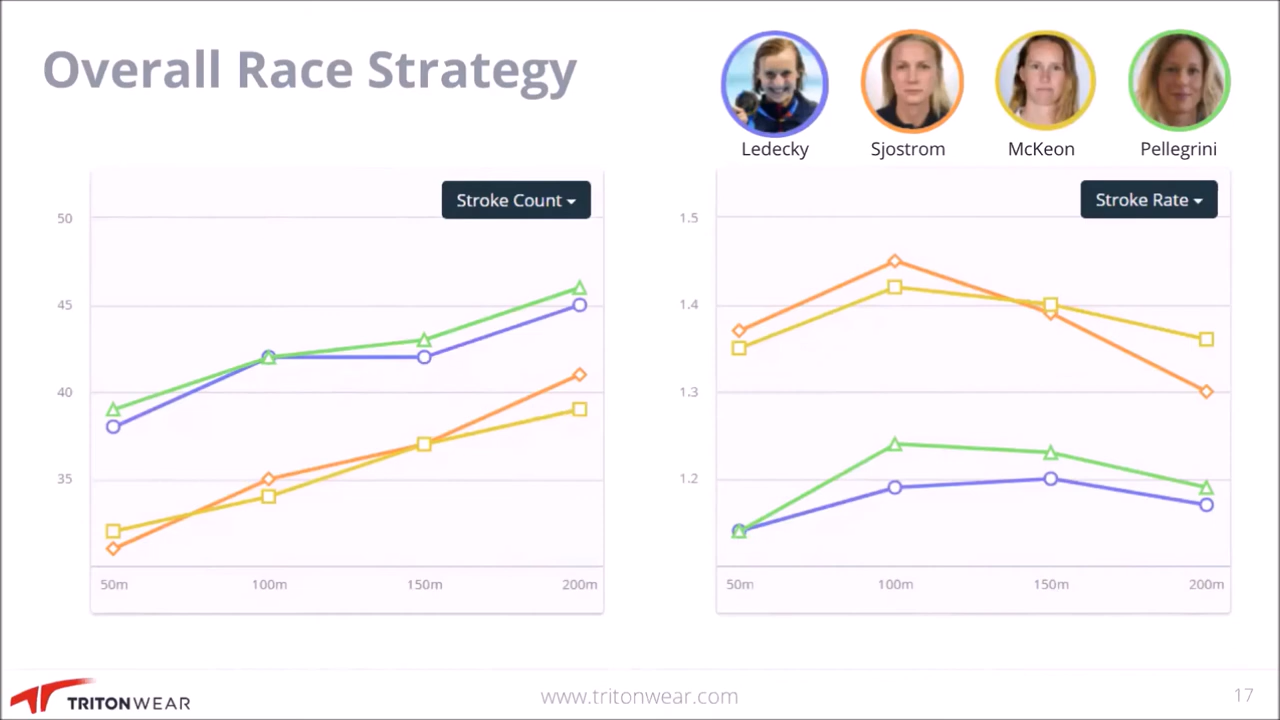 Overall Race Strategy
Ledecky
Sjostrom
McKeon
Pellegrini
Stroke Count
50
45
40
35
50m
100m
150m
200m
Stroke Rate
1.5
1.4
1.3
1.2
50m
100m
150m
200m
TRITONWEAR
www.tritonwear.com
17